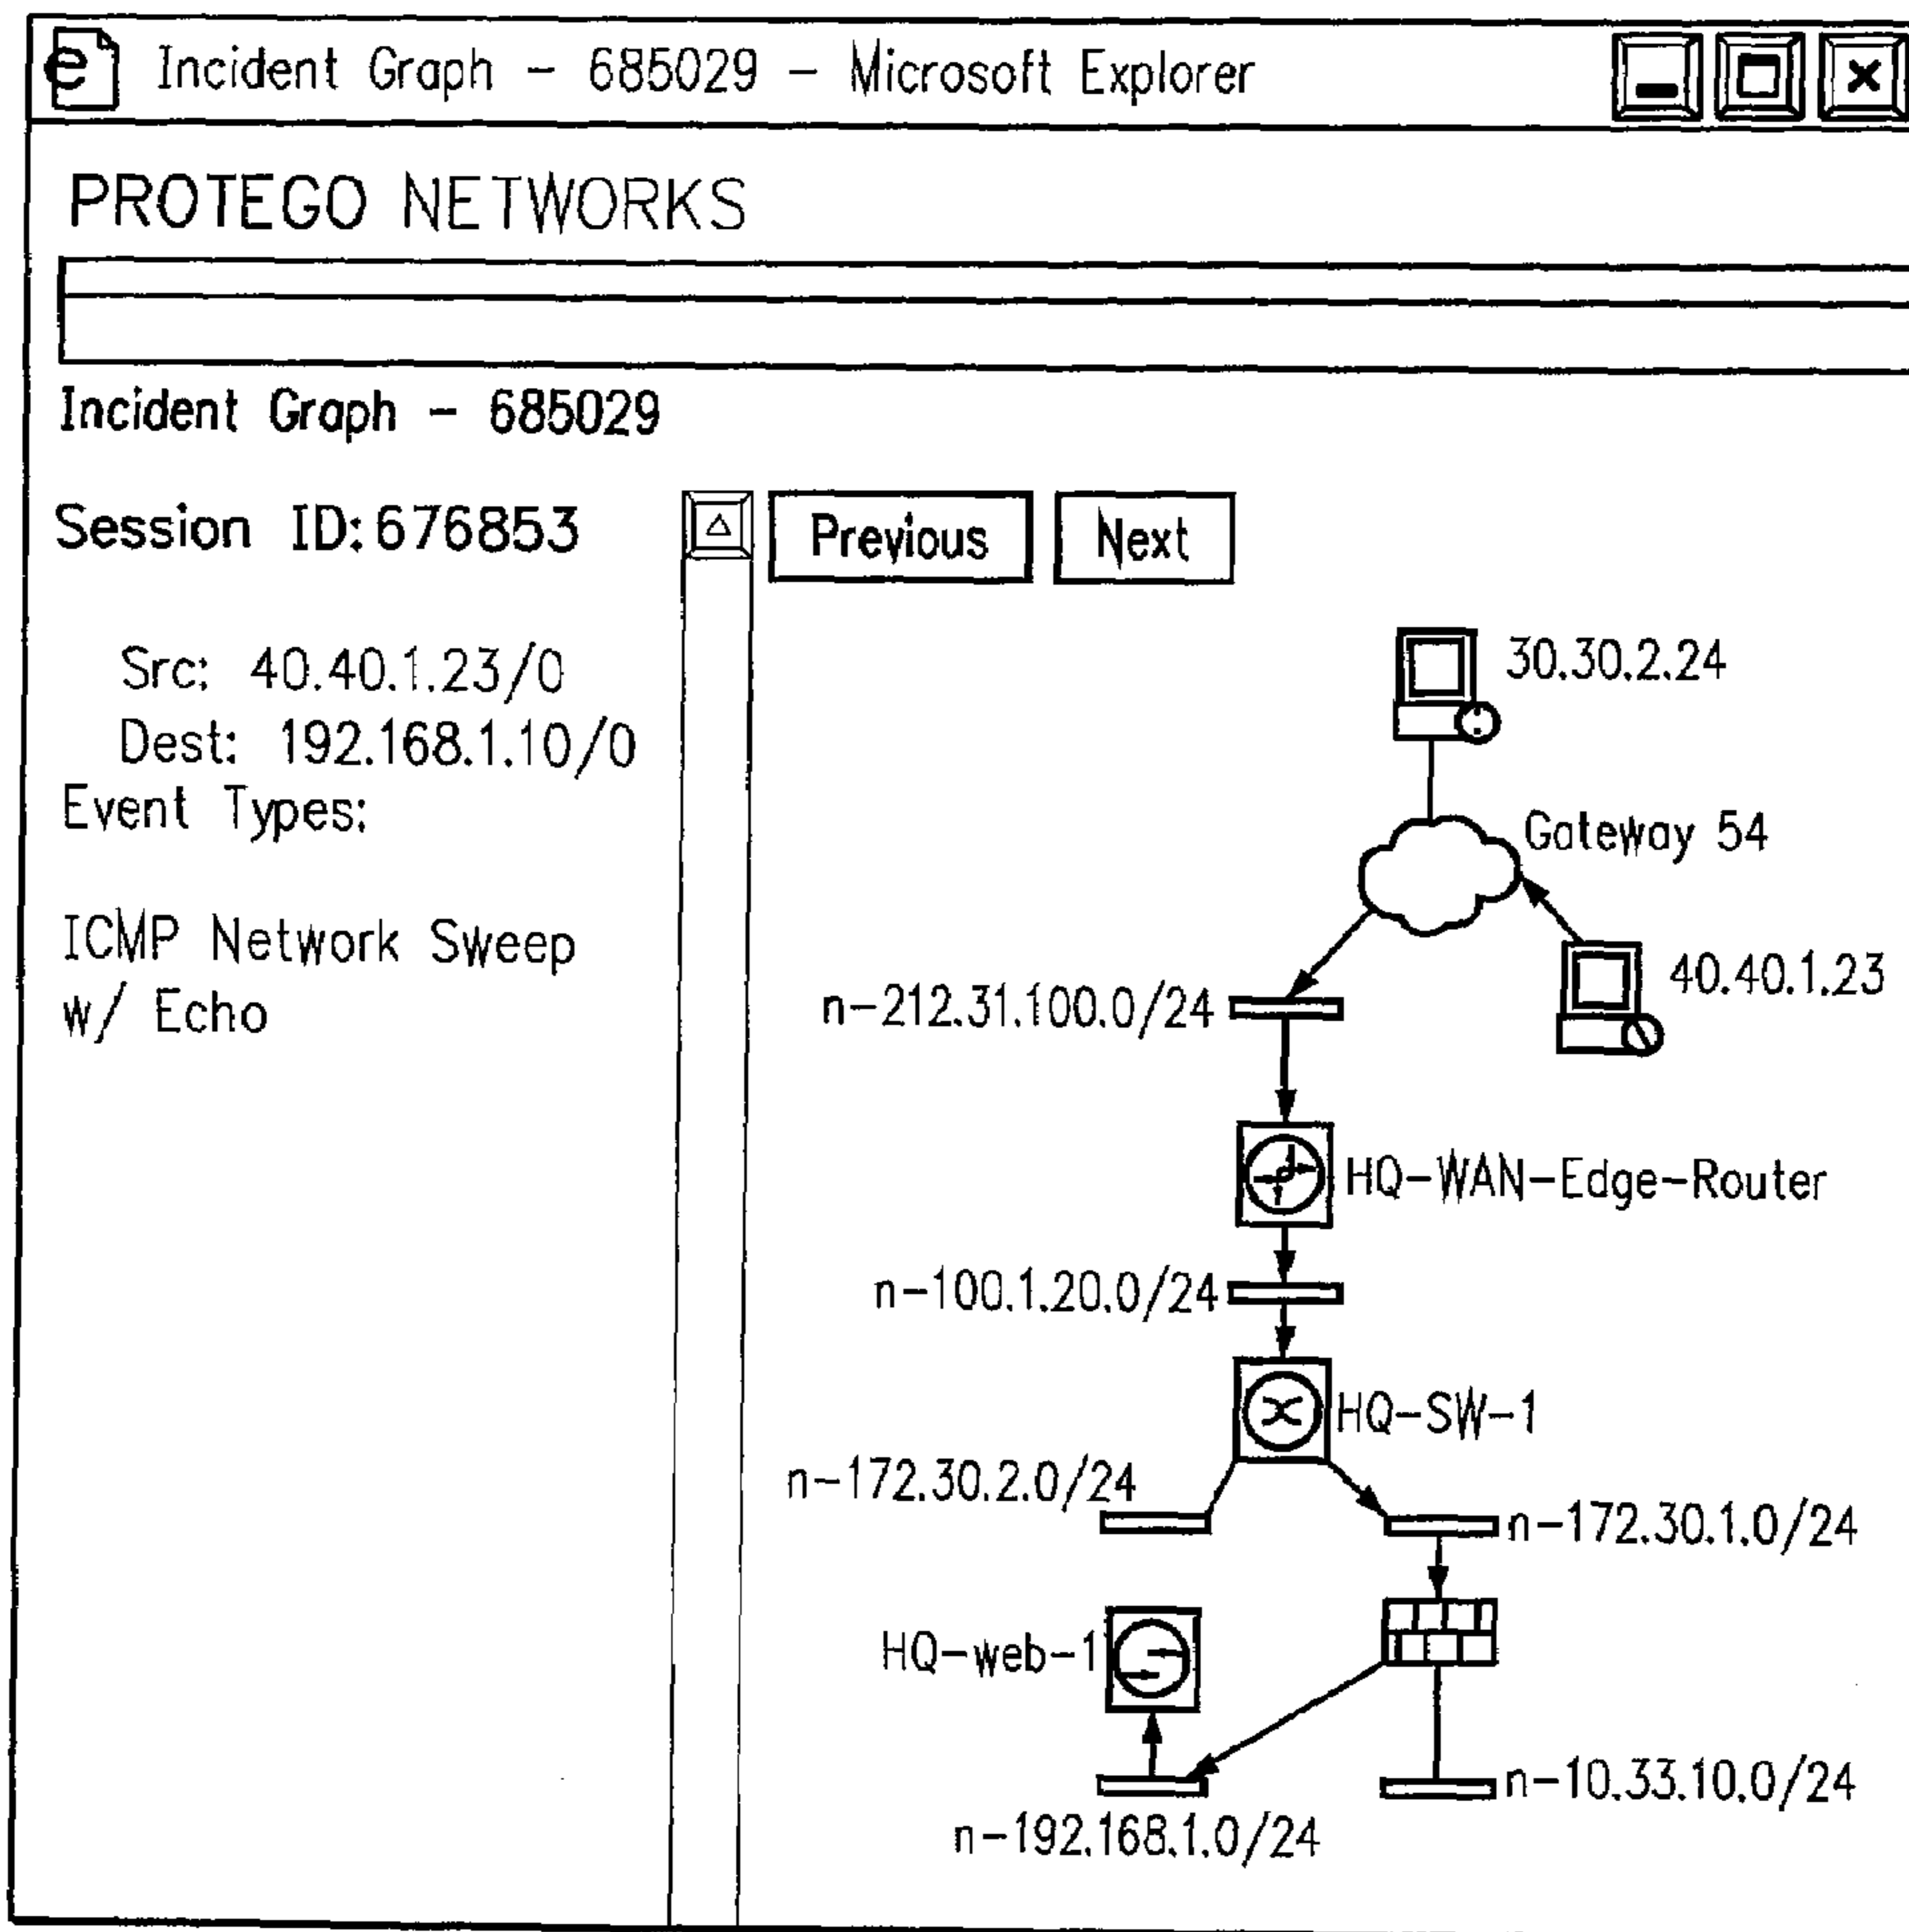 Incident Graph - 685029 - Microsoft Explorer
PROTEGO NETWORKS
Incident Graph - 685029
Session ID:676853
Previous
Next
Src: 40.40.1.23/0
Dest: 192.168.1.10/0
Event Types:
ICMP Network Sweep
w/ Echo
30.30.2.24
Gateway 54
40.40.1.23
n-212.31.100.0/24
HQ-WAN-Edge-Router
n-100.1.20.0/24
HQ-SW-1
n-172.30.2.0/24
n-172.30.1.0/24
HQ-web-1
n-10.33.10.0/24
n-192.168.1.0/24